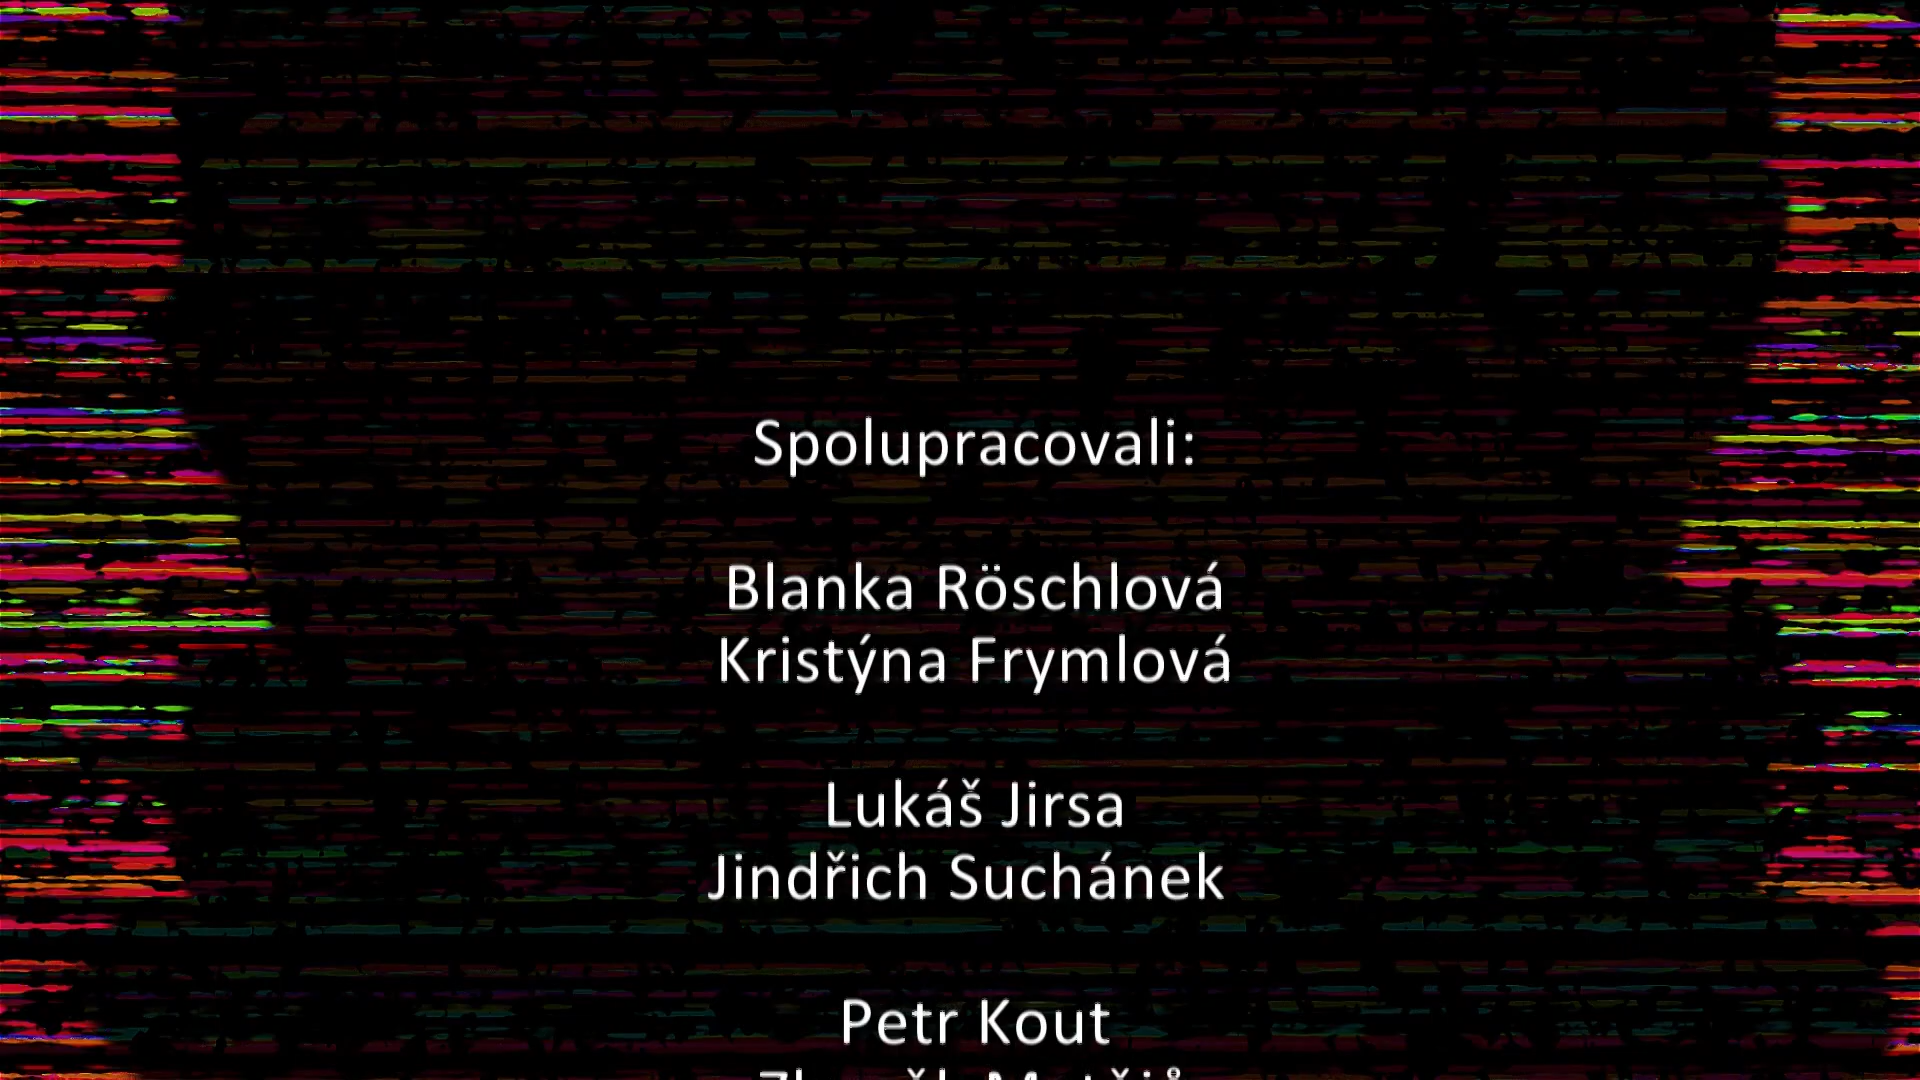 Spolupracovali:
Blanka Röschlová
Kristýna Frymlová
Lukáš Jirsa
Jindřich Suchánek
Petr Kout